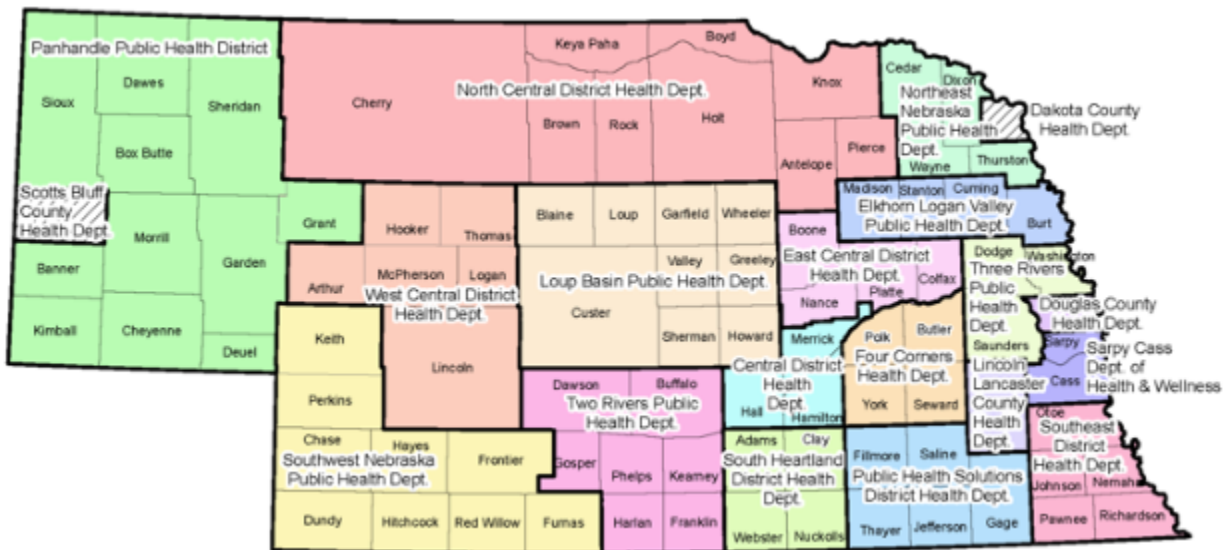 Panhandle Public Health District
Sioux
Dawes
Sheridan
Box Butte
Scotts Bluff
County
Health Dept.
Morrill
Garden
Grant
Banner
Kimball
Cheyenne
Deuel
Cherry
Keya Paha
Boyd
Knox
North Central District Health Dept.
Brown
Rock
Holt
Antelope
Pierce
Cedar
Dixon
Northeast
Nebraska
Public Health
Dept.
Wayne
Thurston
Dakota County
Health Dept.
Hooker
Thomas
McPherson
Logan
Arthur
West Central District
Health Dept.
Lincoln
Blaine
Loup
Garfield
Wheeler
Valley
Greeley
Loup Basin Public Health Dept.
Custer
Sherman
Howard
Madison
Stanton
Cuming
Elkhorn Logan Valley
Public Health Dept.
Burt
Boone
East Central District
Health Dept.
Nance
Platte
Colfax
Dodge
Washington
Three Rivers
Public
Health
Dept.
Saunders
Douglas County
Health Dept.
Sarpy
Sarpy Cass
Dept. of
Health & Wellness
Cass
Merrick
Central District
Health
Dept.
Hall
Hamilton
Polk
Butler
Four Corners
Health Dept.
York
Seward
Lincoln
Lancaster
County
Health
Dept.
Otoe
Southeast
District
Health Dept.
Johnson
Nemaha
Pawnee
Richardson
Keith
Perkins
Chase
Hayes
Frontier
Southwest Nebraska
Public Health Dept.
Dundy
Hitchcock
Red Willow
Furnas
Dawson
Buffalo
Two Rivers Public
Health Dept.
Gosper
Phelps
Kearney
Harlan
Franklin
Adams
Clay
South Heartland
District Health
Dept.
Webster
Nuckolls
Fillmore
Saline
Public Health Solutions
District Health Dept.
Thayer
Jefferson
Gage